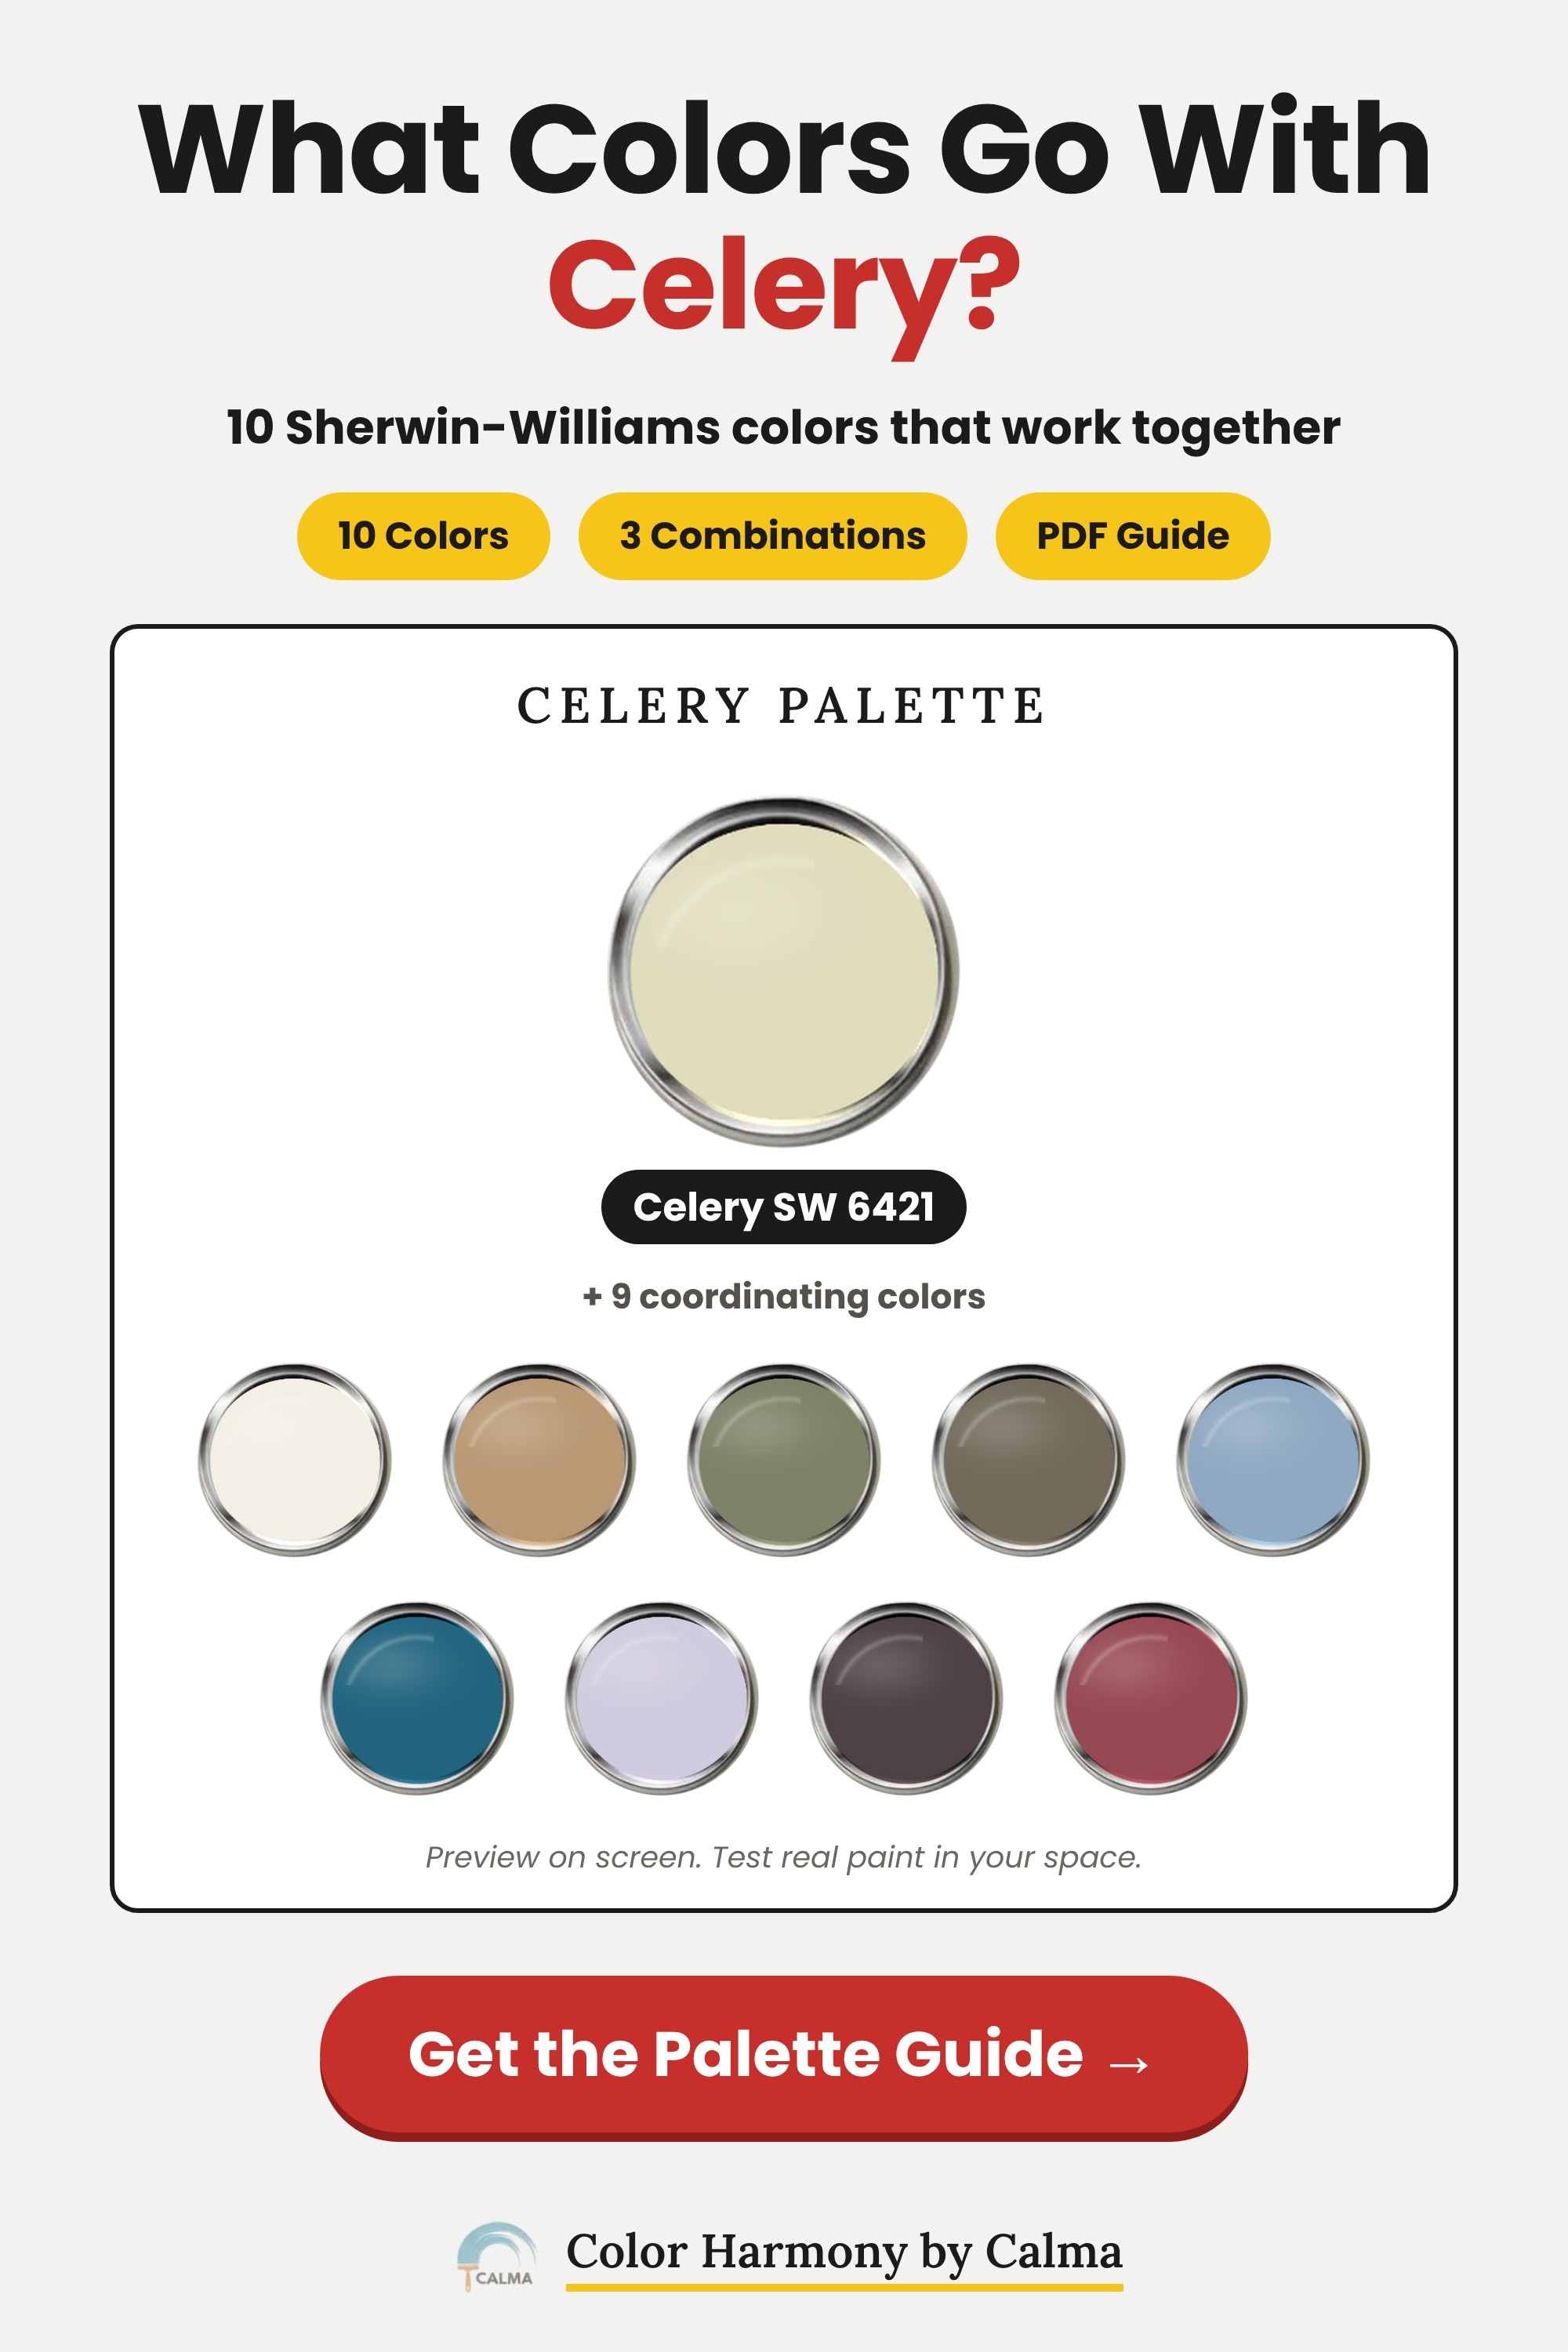 What Colors Go With
Celery?
10 Sherwin-Williams colors that work together
10 Colors
3 Combinations
PDF Guide
CELERY PALETTE
Celery SW 6421
+ 9 coordinating colors
Preview on screen. Test real paint in your space.
Get the Palette Guide →
CALMA
Color Harmony by Calma